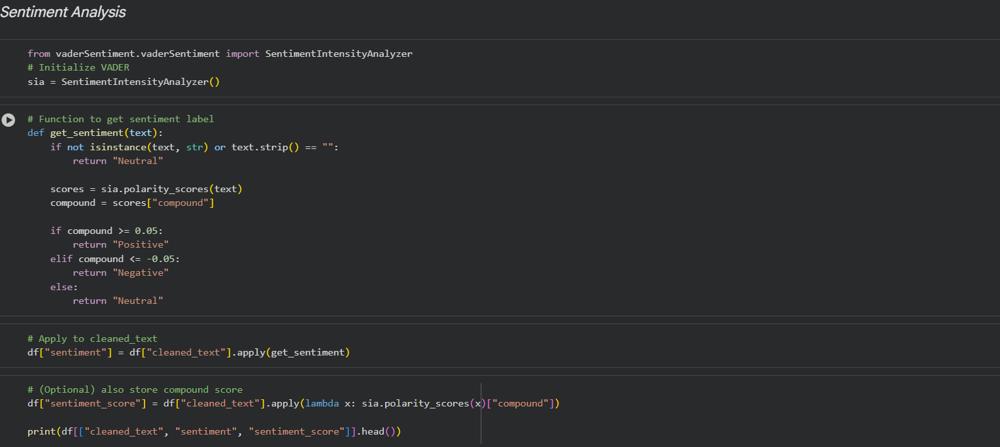 Sentiment Analysis
from vaderSentiment.vaderSentiment import SentimentIntensityAnalyzer
# Initialize VADER
sia = SentimentIntensityAnalyzer()
# Function to get sentiment label
def get_sentiment(text):
    if not isinstance(text, str) or text.strip() == "":
        return "Neutral"
    scores = sia.polarity_scores(text)
    compound = scores["compound"]
    if compound >= 0.05:
        return "Positive"
    elif compound <= -0.05:
        return "Negative"
    else:
        return "Neutral"
# Apply to cleaned_text
df["sentiment"] = df["cleaned_text"].apply(get_sentiment)
# (Optional) also store compound score
df["sentiment_score"] = df["cleaned_text"].apply(lambda x: sia.polarity_scores(x)["compound"])
print(df[["cleaned_text", "sentiment", "sentiment_score"]].head())